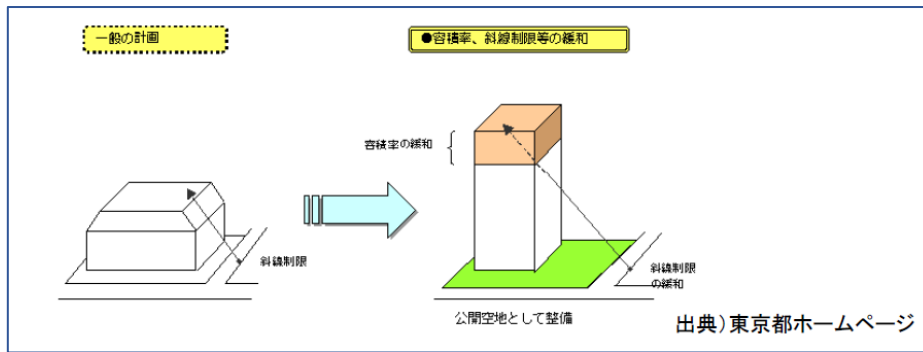 一般の計画
●容積率、斜線制限等の緩和
容積率の緩和
斜線制限
斜線制限
の緩和
公開空地として整備
出典)東京都ホームページ